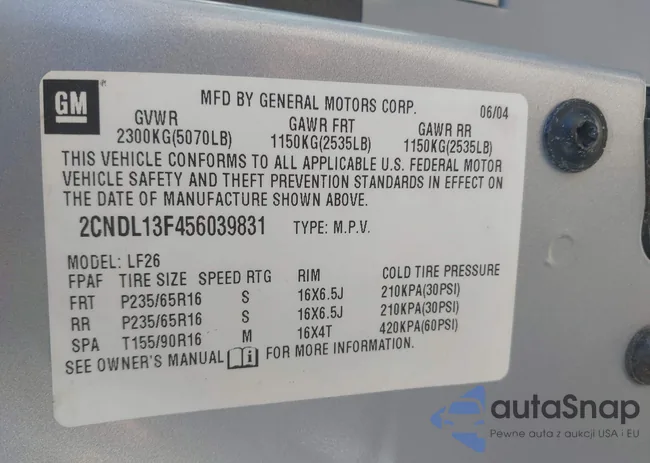 GM
MFD BY GENERAL MOTORS CORP. 06/04
GVWR GAWR FRT GAWR RR
2300KG(5070LB) 1150KG(2535LB) 1150KG(2535LB)
THIS VEHICLE CONFORMS TO ALL APPLICABLE U.S. FEDERAL MOTOR
VEHICLE SAFETY AND THEFT PREVENTION STANDARDS IN EFFECT ON
THE DATE OF MANUFACTURE SHOWN ABOVE.
2CNDL13F456039831 TYPE: M.P.V.
MODEL: LF26
FPAF TIRE SIZE SPEED RTG RIM COLD TIRE PRESSURE
FRT P235/65R16 S 16X6.5J 210KPA(30PSI)
RR P235/65R16 S 16X6.5J 210KPA(30PSI)
SPA T155/90R16 M 16X4T 420KPA(60PSI)
SEE OWNER'S MANUAL FOR MORE INFORMATION.
autaSnap
Pewne auta z aukcji USA i EU